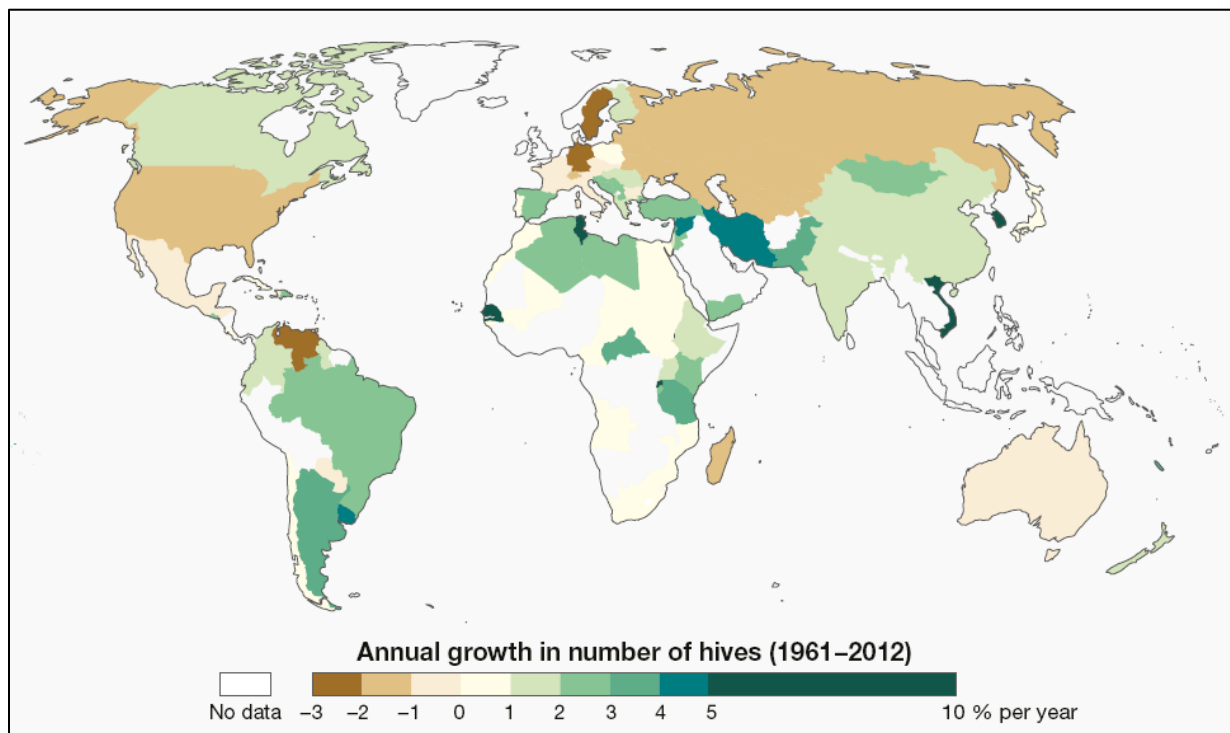 Annual growth in number of hives (1961–2012)
No data –3 –2 –1 0 1 2 3 4 5 10 % per year